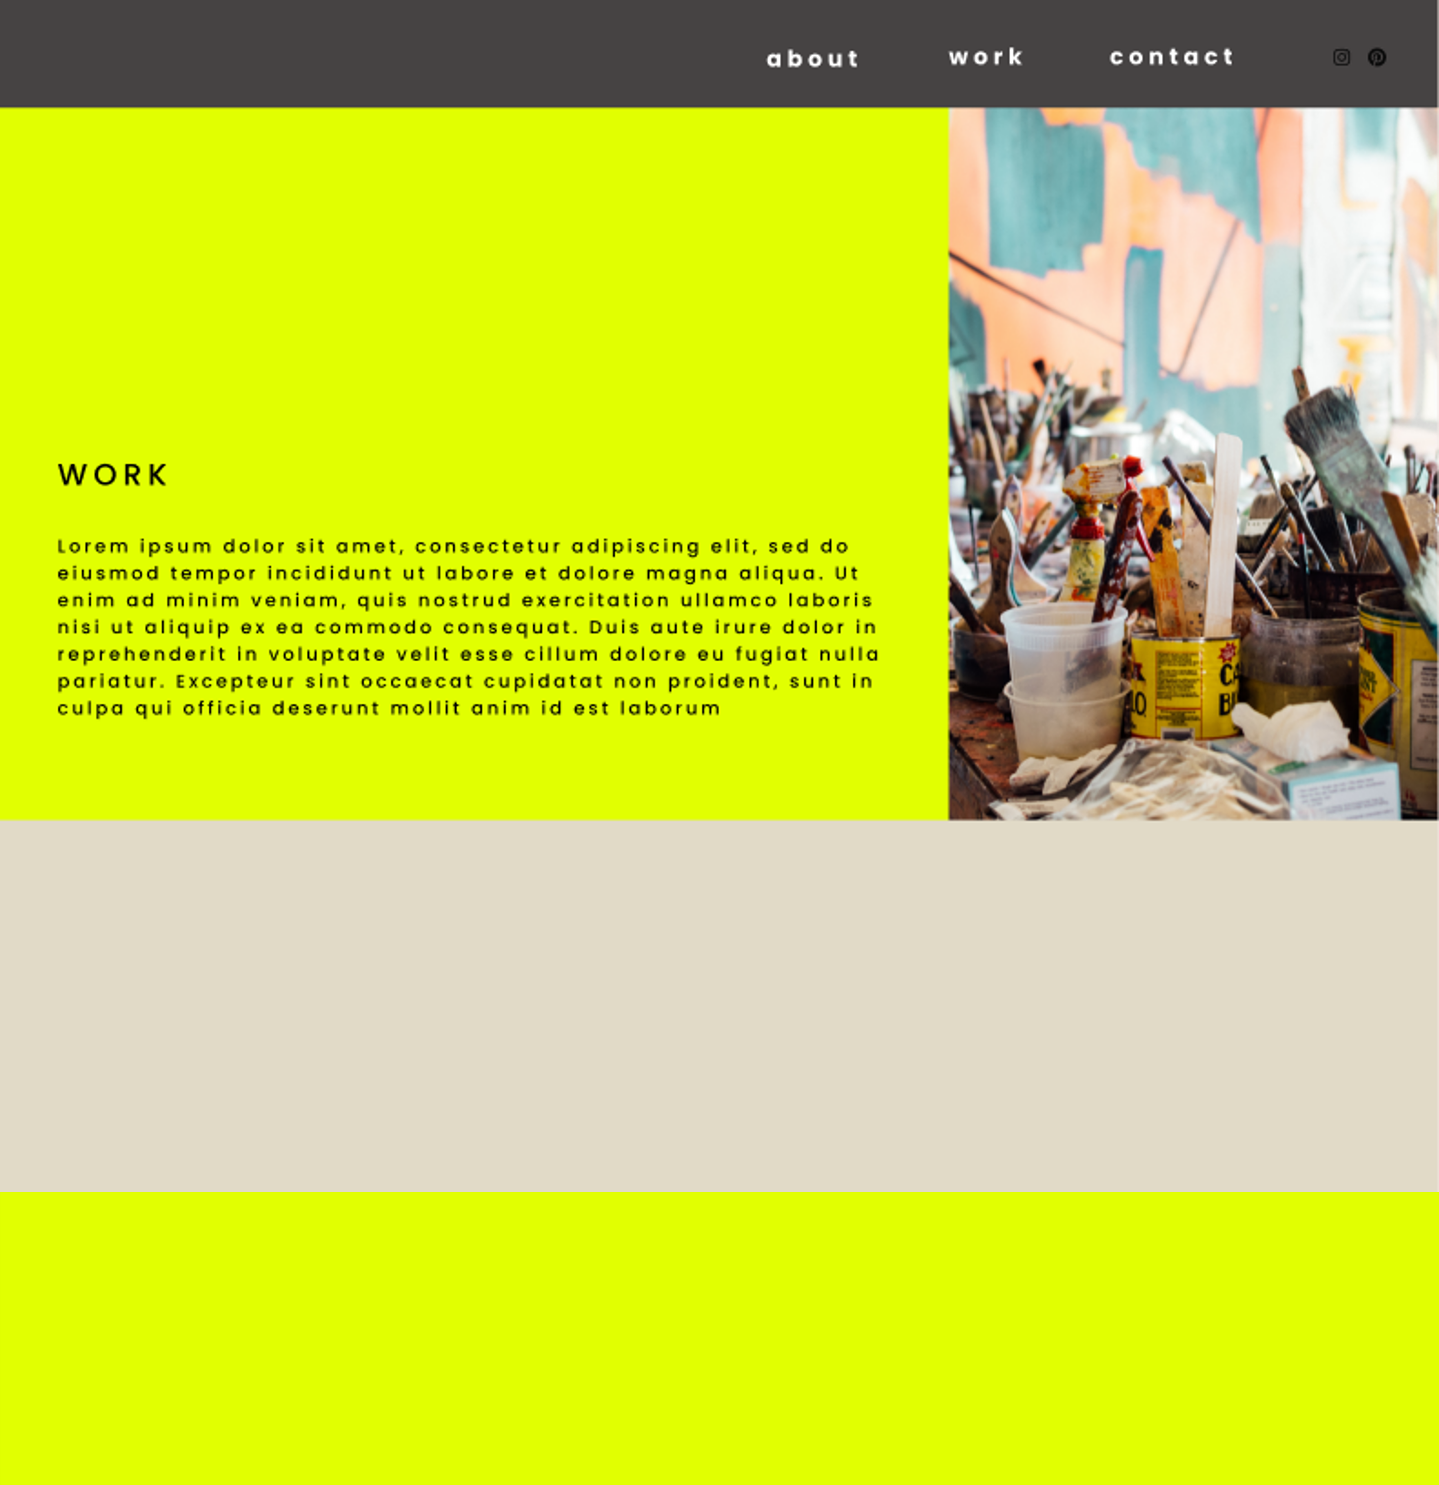 about work contact
WORK
Lorem ipsum dolor sit amet, consectetur adipiscing elit, sed do
eiusmod tempor incididunt ut labore et dolore magna aliqua. Ut
enim ad minim veniam, quis nostrud exercitation ullamco laboris
nisi ut aliquip ex ea commodo consequat. Duis aute irure dolor in
reprehenderit in voluptate velit esse cillum dolore eu fugiat nulla
pariatur. Excepteur sint occaecat cupidatat non proident, sunt in
culpa qui officia deserunt mollit anim id est laborum